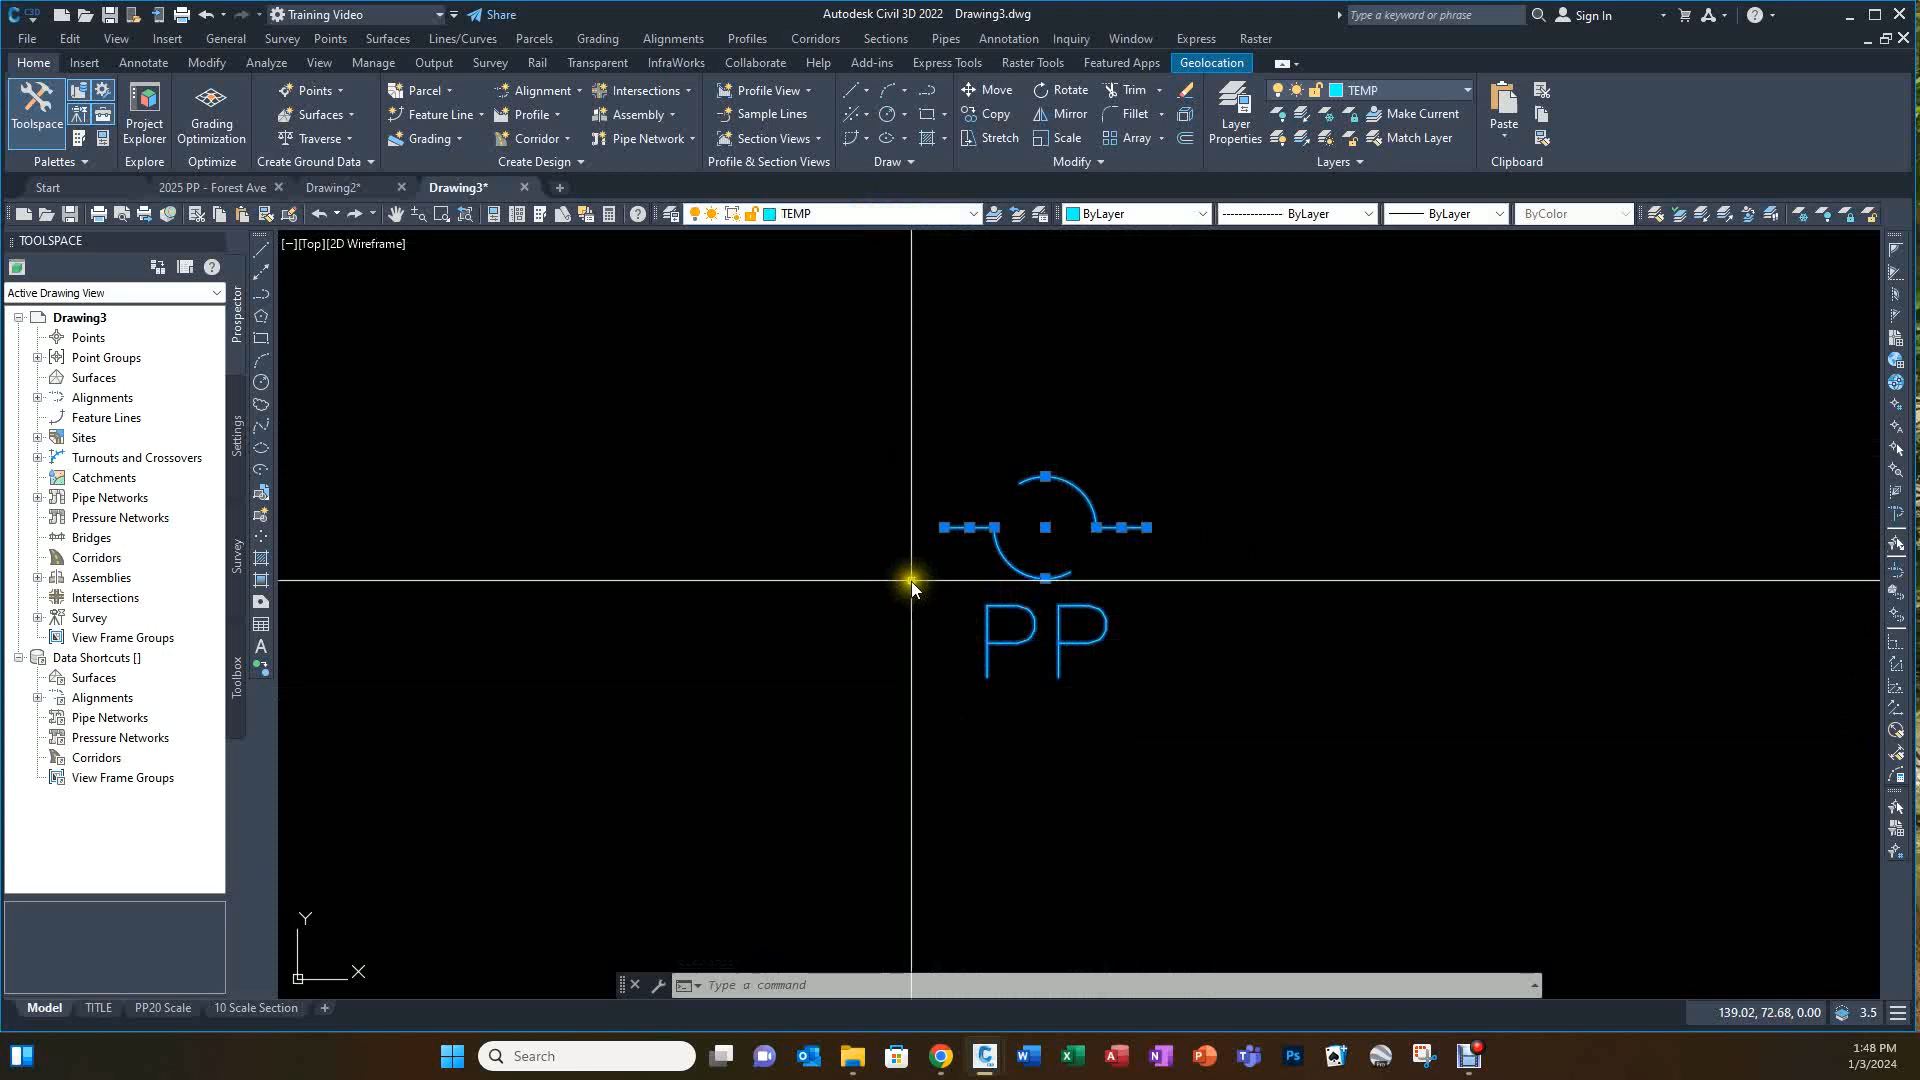 C3D Training Video Share Autodesk Civil 3D 2022 Drawing3.dwg Type a keyword or phrase Sign In
File Edit View Insert General Survey Points Surfaces Lines/Curves Parcels Grading Alignments Profiles Corridors Sections Pipes Annotation Inquiry Window Express Raster
Home Insert Annotate Modify Analyze View Manage Output Survey Rail Transparent InfraWorks Collaborate Help Add-ins Express Tools Raster Tools Featured Apps Geolocation
Points Parcel Alignment Intersections Profile View Move Rotate Trim TEMP
Toolspace Project Explorer Grading Optimization Surfaces Feature Line Profile Assembly Sample Lines Copy Mirror Fillet Layer Properties Make Current Paste
Traverse Grading Corridor Pipe Network Section Views Stretch Scale Array Match Layer
Palettes Explore Optimize Create Ground Data Create Design Profile & Section Views Draw Modify Layers Clipboard
Start 2025 PP - Forest Ave Drawing2* Drawing3*
TEMP ByLayer ByLayer ByLayer ByColor
TOOLSPACE
[−][Top][2D Wireframe]
Active Drawing View
Prospector
Settings
Survey
Toolbox
Drawing3
Points
Point Groups
Surfaces
Alignments
Feature Lines
Sites
Turnouts and Crossovers
Catchments
Pipe Networks
Pressure Networks
Bridges
Corridors
Assemblies
Intersections
Survey
View Frame Groups
Data Shortcuts []
Surfaces
Alignments
Pipe Networks
Pressure Networks
Corridors
View Frame Groups
PP
Y
X
Type a command
Model TITLE PP20 Scale 10 Scale Section 139.02, 72.68, 0.00 3.5
Search
1:48 PM
1/3/2024